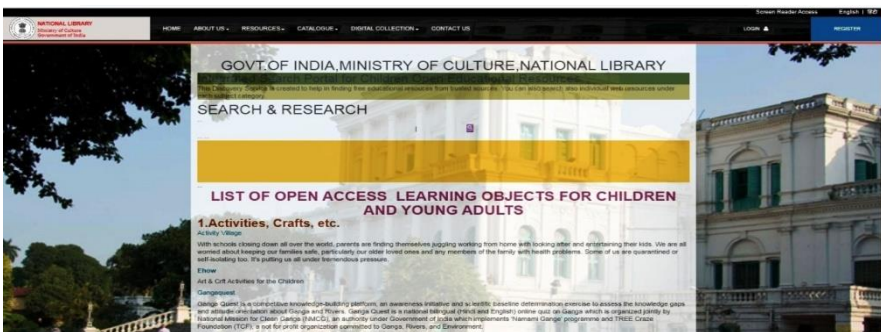 Screen Reader Access English | हिंदी
NATIONAL LIBRARY
Ministry of Culture
Government of India
HOME ABOUT US RESOURCES CATALOGUE DIGITAL COLLECTION CONTACT US LOGIN REGISTER
GOVT.OF INDIA,MINISTRY OF CULTURE,NATIONAL LIBRARY
Search Portal for Children Open Educational Resources
This Discovery Service is created to help in finding free educational resources from trusted sources. You can also search also individual web resources under
each subject category.
SEARCH & RESEARCH
LIST OF OPEN ACCESS LEARNING OBJECTS FOR CHILDREN
AND YOUNG ADULTS
1.Activities, Crafts, etc.
Activity Village
With schools closing down all over the world, parents are finding themselves juggling working from home with looking after and entertaining their kids. We are all
worried about keeping our families safe, particularly our older loved ones and any members of the family with health problems. Some of us are quarantined or
self-isolating too. It's putting us all under tremendous pressure.
Ehow
Art & Crft Activities for the Children
Gangaquest
Ganga Quest is a competitive knowledge-building platform, an awareness initiative and scientific baseline determination exercise to assess the knowledge gaps
and attitude orientation about Ganga and Rivers. Ganga Quest is a national bilingual (Hindi and English) online quiz on Ganga which is organized jointly by
National Mission for Clean Ganga (NMCG), an authority under Government of India which implements 'Namami Gange' programme and TREE Craze
Foundation (TCF), a not for profit organization committed to Ganga, Rivers, and Environment.